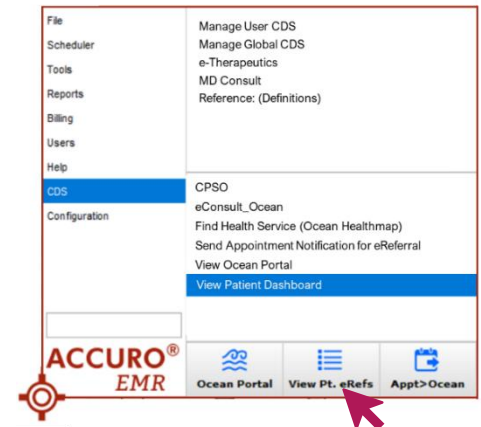 File
Scheduler
Tools
Reports
Billing
Users
Help
CDS
Configuration
Manage User CDS
Manage Global CDS
e-Therapeutics
MD Consult
Reference: (Definitions)
CPSO
eConsult_Ocean
Find Health Service (Ocean Healthmap)
Send Appointment Notification for eReferral
View Ocean Portal
View Patient Dashboard
ACCURO®
EMR
Ocean Portal
View Pt. eRefs
Appt>Ocean